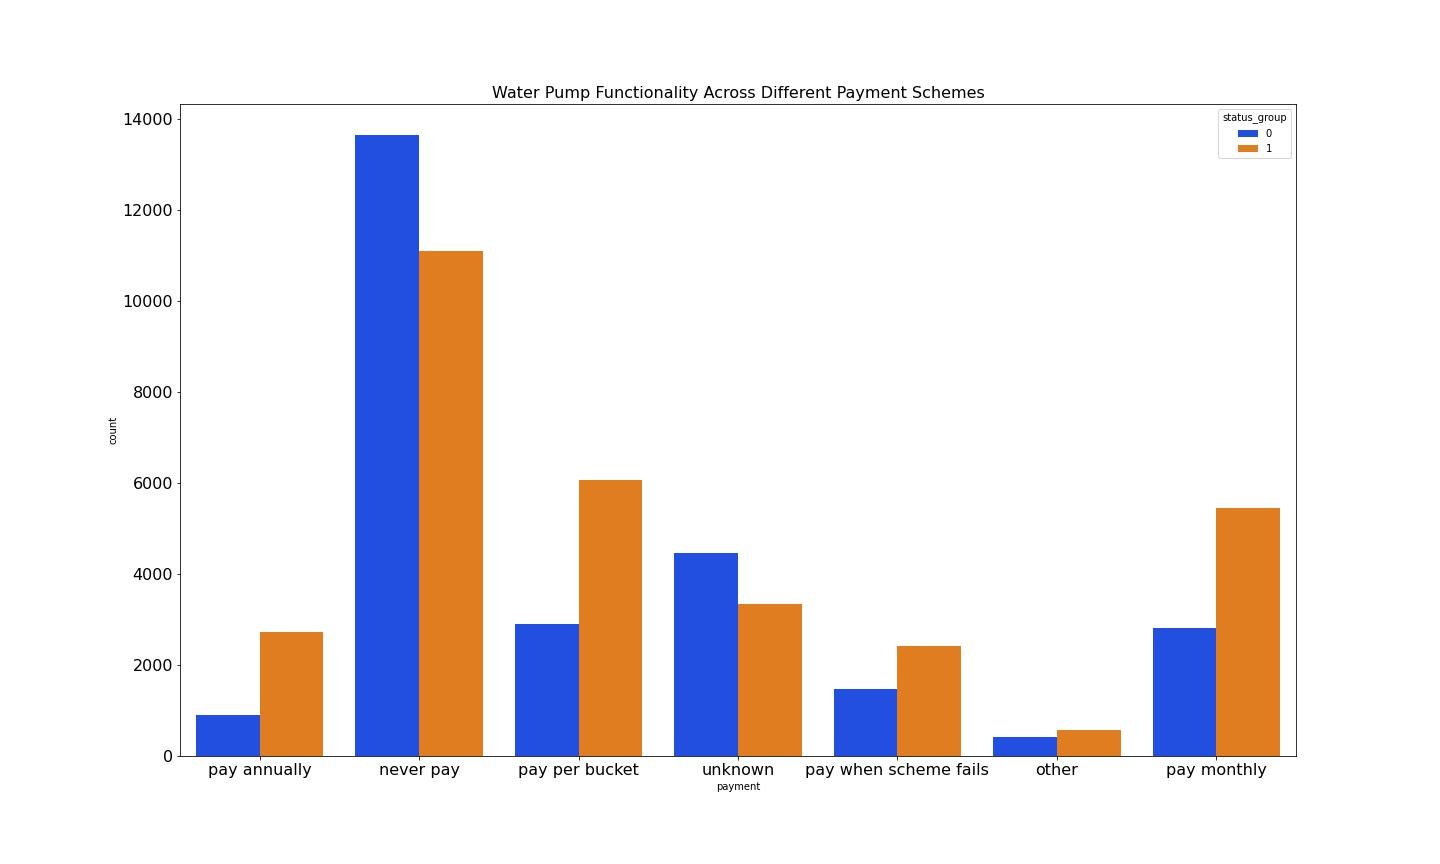 Water Pump Functionality Across Different Payment Schemes
status_group
0
1
14000
12000
10000
8000
6000
4000
2000
0
count
pay annually never pay pay per bucket unknown pay when scheme fails other pay monthly
payment